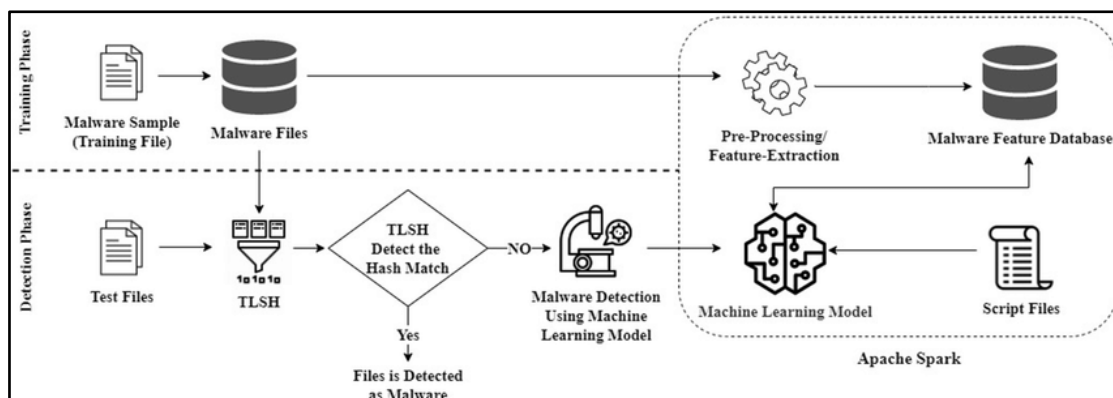 Training Phase
Malware Sample
(Training File)
Malware Files
Pre-Processing/
Feature-Extraction
Malware Feature Database
Detection Phase
Test Files
TLSH
TLSH
Detect the
Hash Match
NO
Yes
Files is Detected
as Malware
Malware Detection
Using Machine
Learning Model
Machine Learning Model
Script Files
Apache Spark